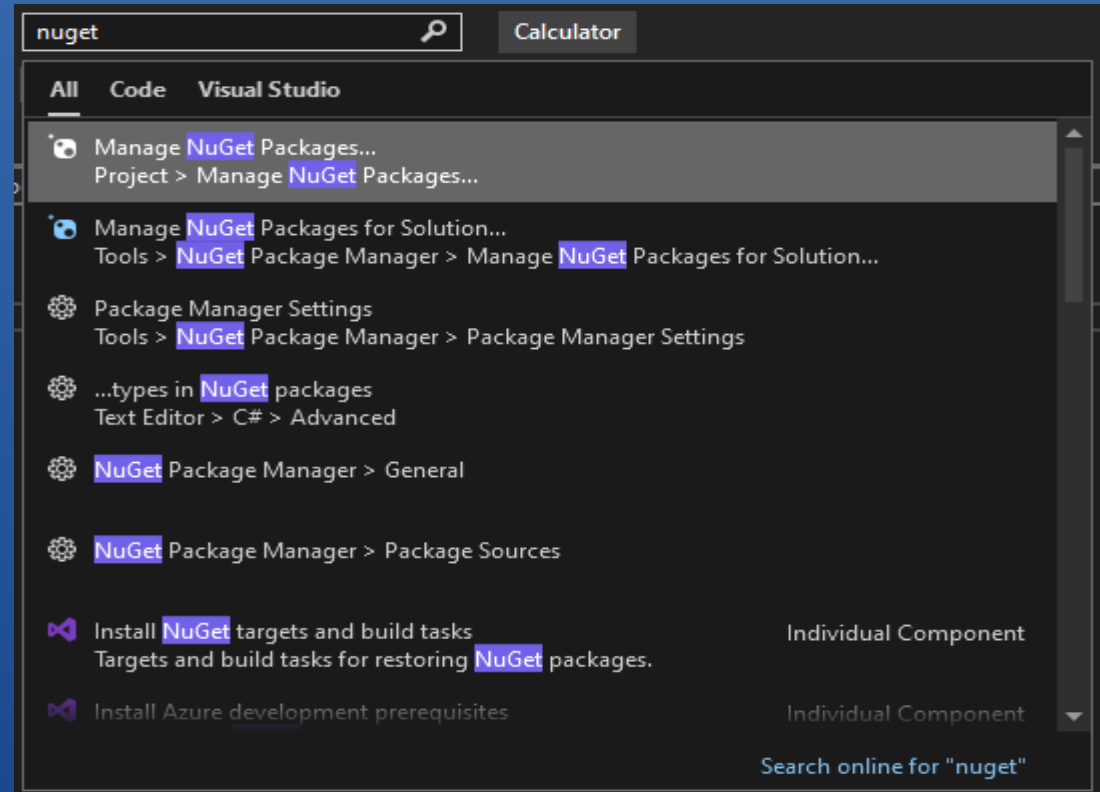 nuget
Calculator
All Code Visual Studio
Manage NuGet Packages...
Project > Manage NuGet Packages...
Manage NuGet Packages for Solution...
Tools > NuGet Package Manager > Manage NuGet Packages for Solution...
Package Manager Settings
Tools > NuGet Package Manager > Package Manager Settings
...types in NuGet packages
Text Editor > C# > Advanced
NuGet Package Manager > General
NuGet Package Manager > Package Sources
Install NuGet targets and build tasks Individual Component
Targets and build tasks for restoring NuGet packages.
Install Azure development prerequisites Individual Component
Search online for "nuget"